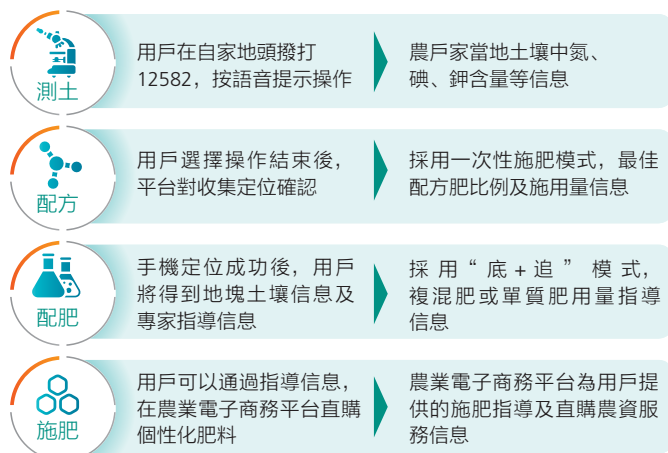 測土
用戶在自家地頭撥打
12582，按語音提示操作
農戶家當地土壤中氮、
碘、鉀含量等信息
配方
用戶選擇操作結束後，
平台對收集定位確認
採用一次性施肥模式，最佳
配方肥比例及施用量信息
配肥
手機定位成功後，用戶
將得到地塊土壤信息及
專家指導信息
採用“底+追”模式，
複混肥或單質肥用量指導
信息
施肥
用戶可以通過指導信息，
在農業電子商務平台直購
個性化肥料
農業電子商務平台為用戶提
供的施肥指導及直購農資服
務信息